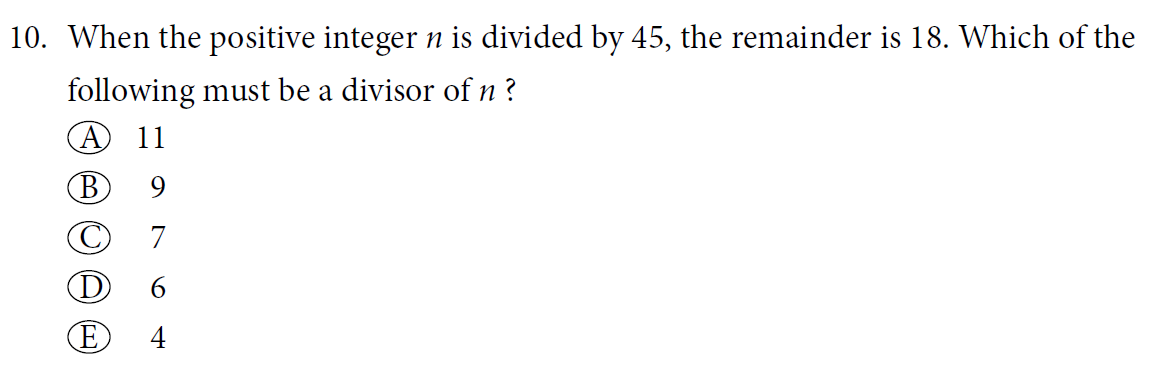 10. When the positive integer n is divided by 45, the remainder is 18. Which of the
following must be a divisor of n ?
A 11
B 9
C 7
D 6
E 4